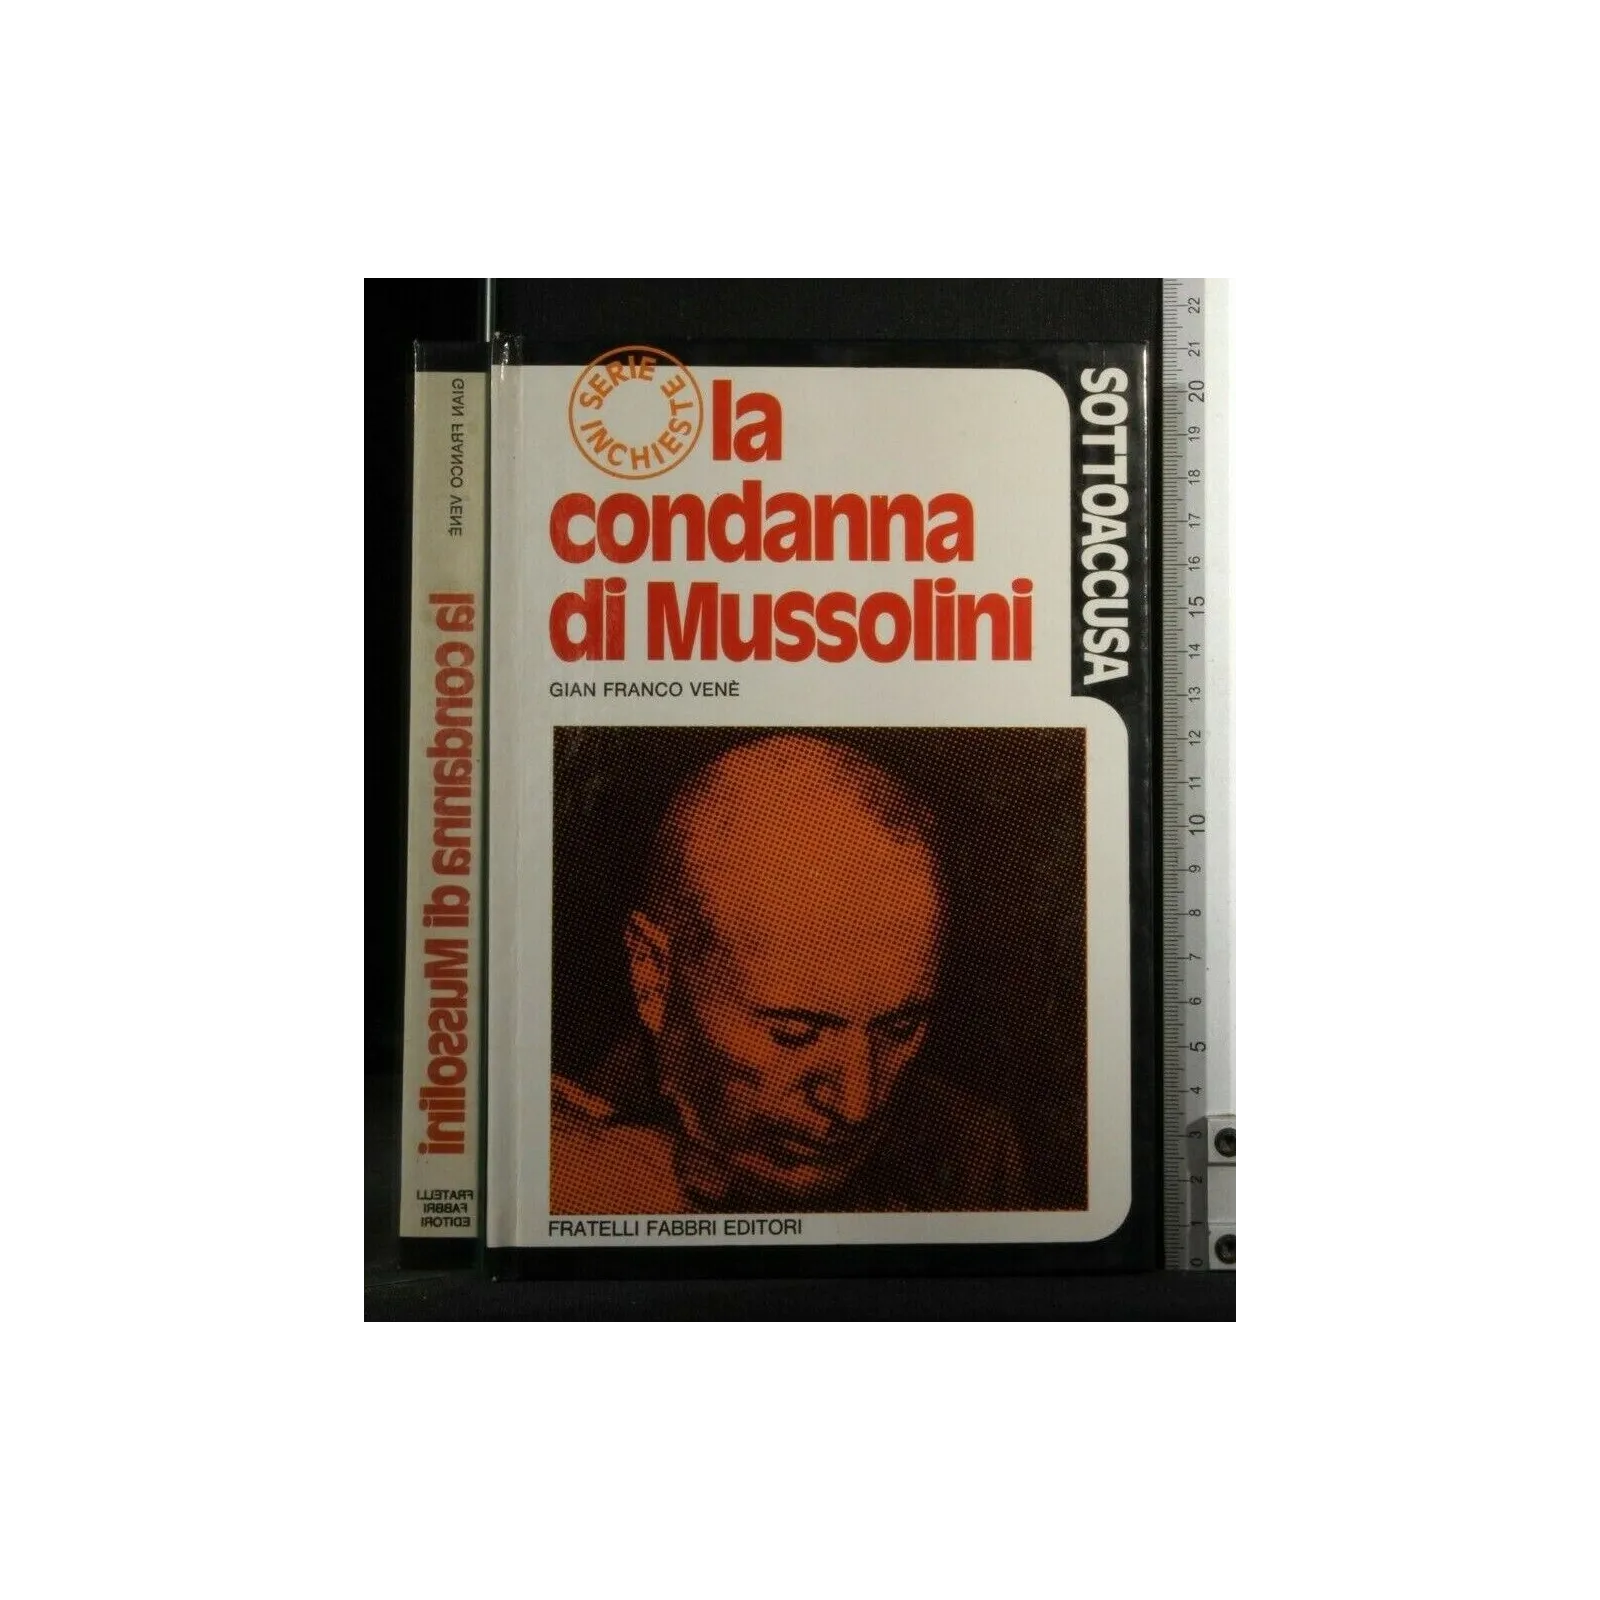 SERIE
INCHIESTE
la
condanna
di Mussolini
GIAN FRANCO VENÈ
SOTTOACCUSA
FRATELLI FABBRI EDITORI
GIAN FRANCO VENÈ
la condanna di Mussolini
FRATELLI
FABBRI
EDITORI
22
21
20
19
18
17
16
15
14
13
12
11
10
9
8
7
6
5
4
3
2
1
0